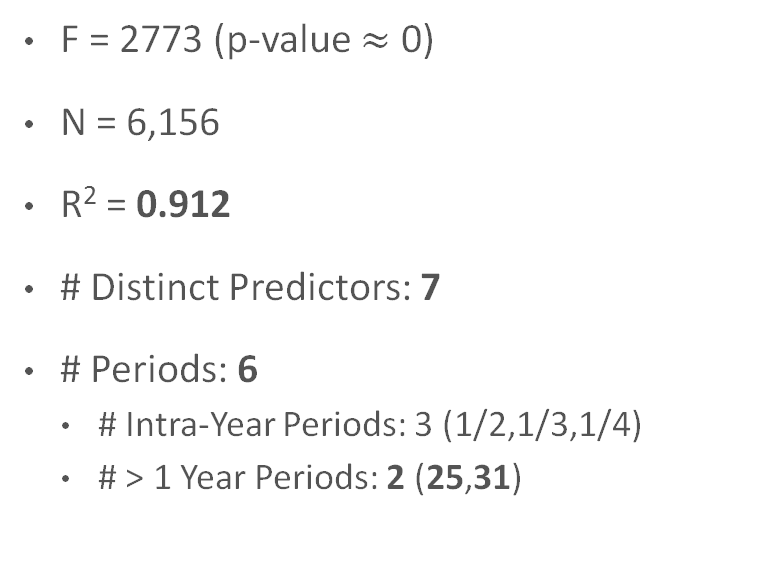 • F = 2773 (p-value ≈ 0)
• N = 6,156
• R² = 0.912
• # Distinct Predictors: 7
• # Periods: 6
• # Intra-Year Periods: 3 (1/2,1/3,1/4)
• # > 1 Year Periods: 2 (25,31)